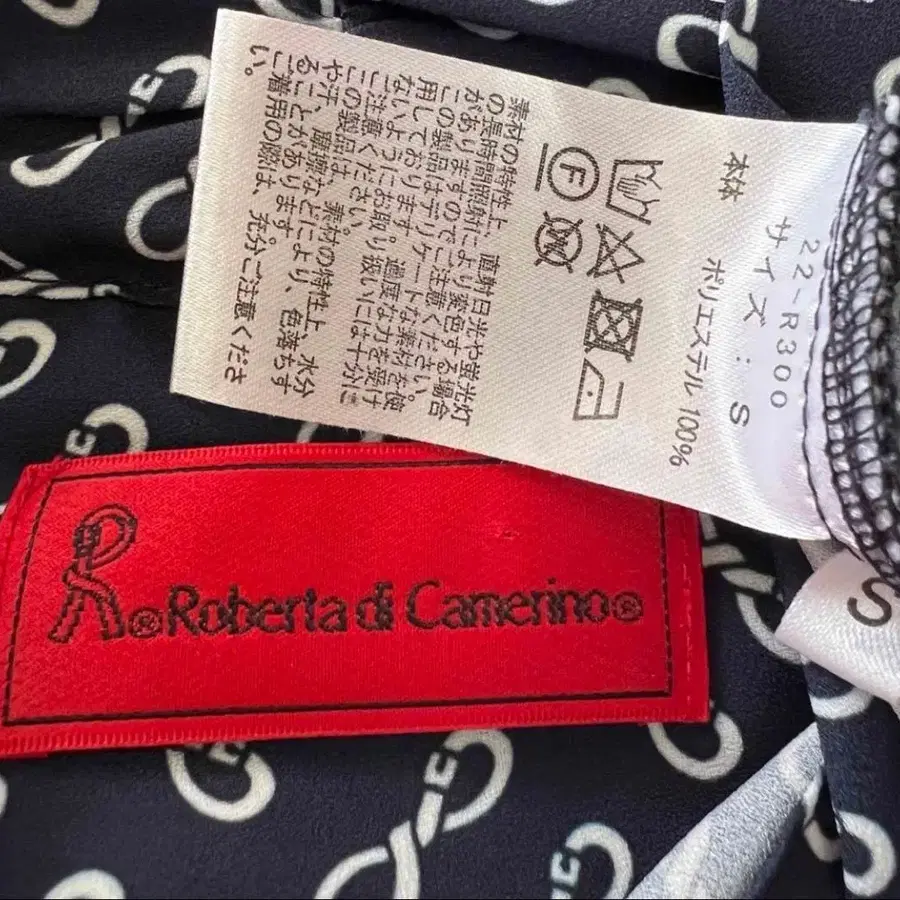 22-R300
サイズ：S
本体 ポリエステル 100%
F
W
素材の特性上、直射日光や蛍光灯
の長時間照射により変色する場合
がありますのでご注意ください。
この製品はデリケートな素材を使
用しております。過度な力を受け
ないようにお取り扱いには十分に
ご注意ください。
この製品は、素材の特性上、水分
や汗、摩擦などにより、色落ちす
ることがあります。
ご着用の際は、充分ご注意くださ
い。
R®Roberta di Camerino®
S